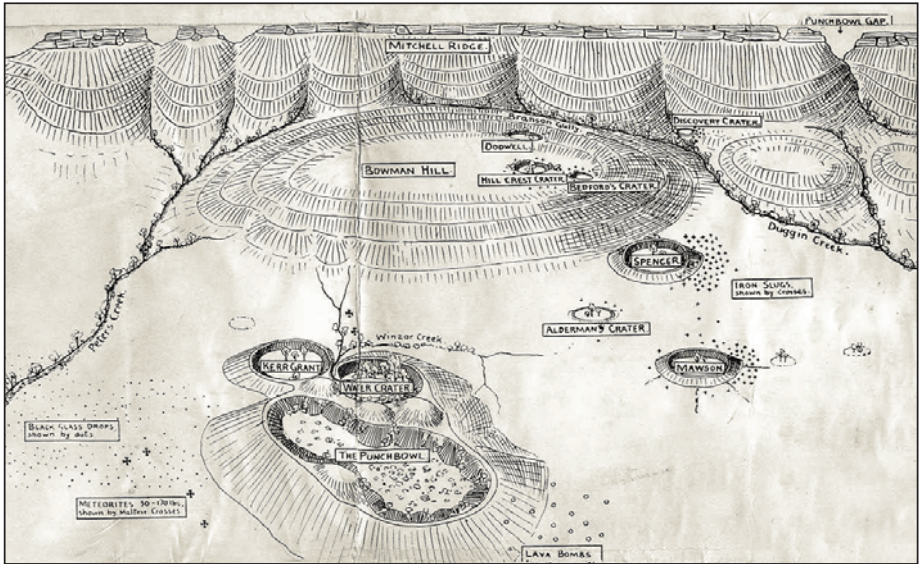 PUNCHBOWL GAP.
MITCHELL RIDGE.
DISCOVERY CRATER.
Branson Gully
DODWELL.
BOWMAN HILL.
HILL CREST CRATER.
BEDFORD'S CRATER.
Duggin Creek.
SPENCER
IRON SLUGS,
shown by crosses.
Peters Creek
ALDERMAN'S CRATER.
Winzor Creek
KERR GRANT
WATER CRATER.
MAWSON
BLACK GLASS DROPS,
shown by dots
THE PUNCHBOWL.
METEORITES 30-170 lbs,
shown by Maltese Crosses
LAVA BOMBS